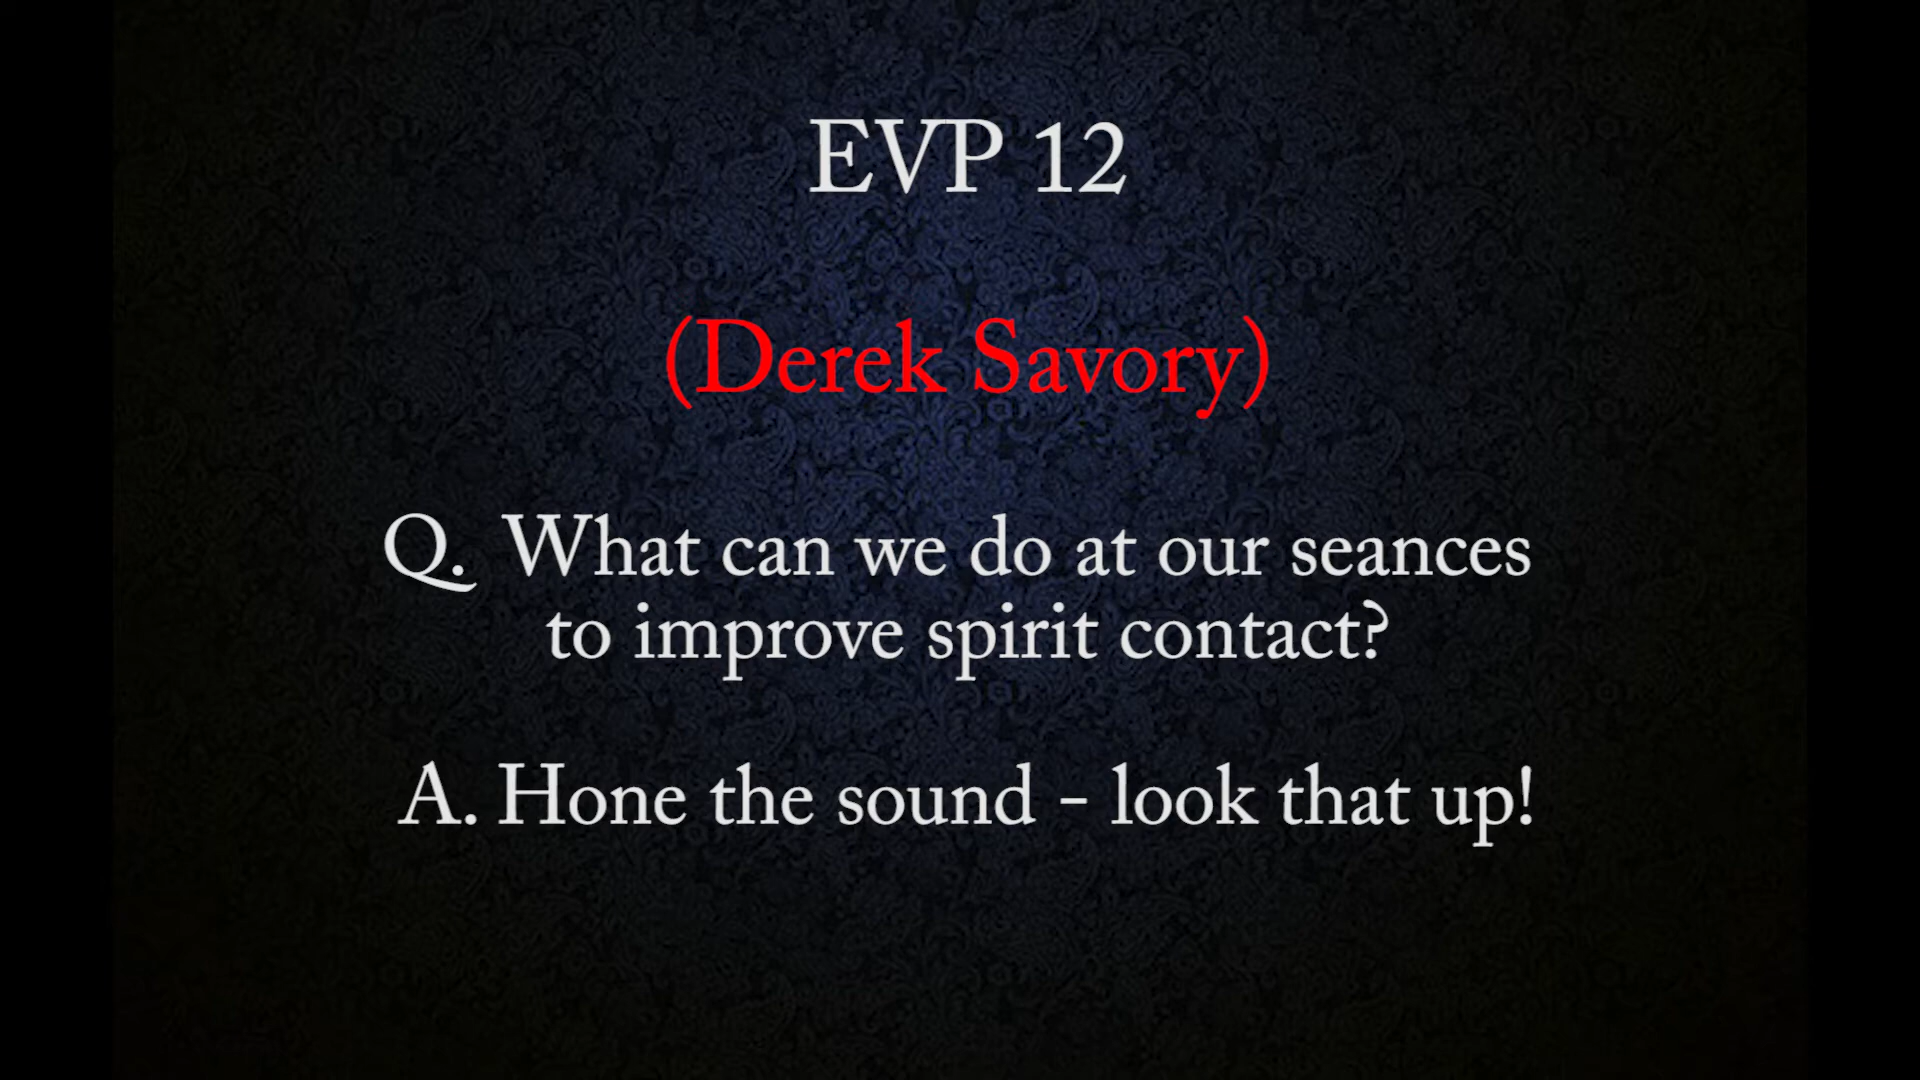 EVP 12
(Derek Savory)
Q. What can we do at our seances
to improve spirit contact?
A. Hone the sound - look that up!